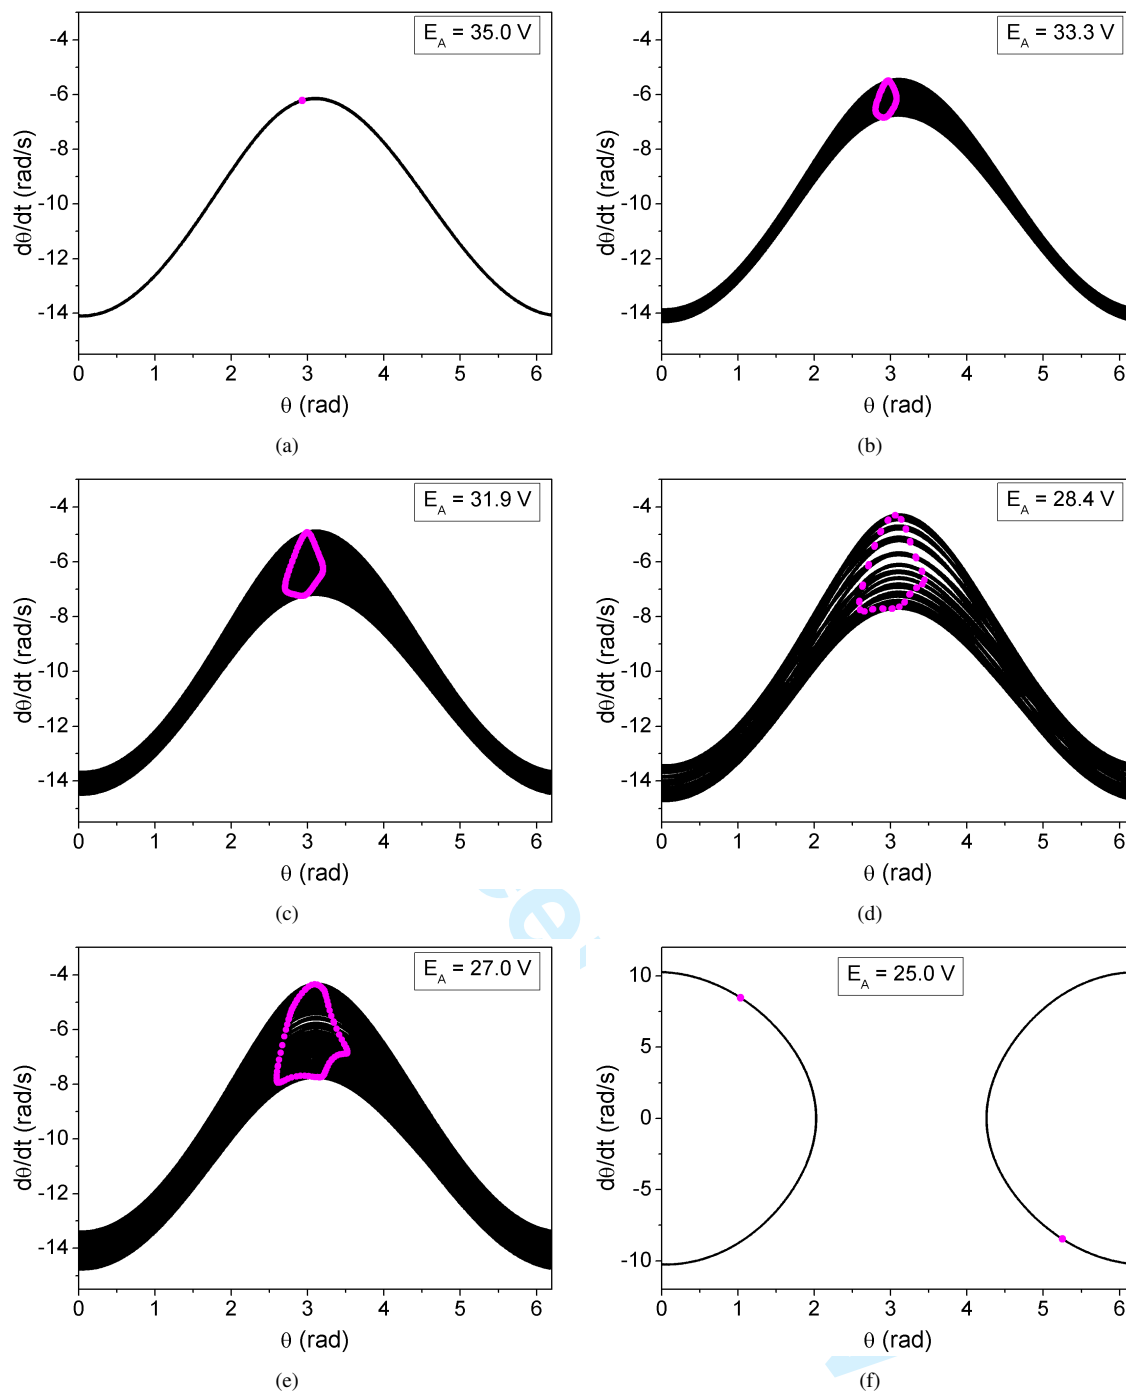 E_A = 35.0 V
-4
-6
-8
-10
-12
-14
dθ/dt (rad/s)
0 1 2 3 4 5 6
θ (rad)
(a)
E_A = 33.3 V
-4
-6
-8
-10
-12
-14
dθ/dt (rad/s)
0 1 2 3 4 5 6
θ (rad)
(b)
E_A = 31.9 V
-4
-6
-8
-10
-12
-14
dθ/dt (rad/s)
0 1 2 3 4 5 6
θ (rad)
(c)
E_A = 28.4 V
-4
-6
-8
-10
-12
-14
dθ/dt (rad/s)
0 1 2 3 4 5 6
θ (rad)
(d)
E_A = 27.0 V
-4
-6
-8
-10
-12
-14
dθ/dt (rad/s)
0 1 2 3 4 5 6
θ (rad)
(e)
E_A = 25.0 V
10
5
0
-5
-10
dθ/dt (rad/s)
0 1 2 3 4 5 6
θ (rad)
(f)